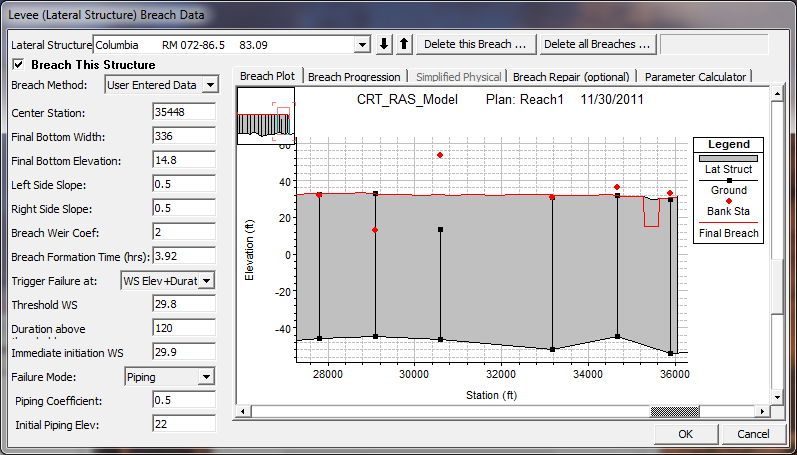 Levee (Lateral Structure) Breach Data
Lateral Structure Columbia RM 072-86.5 83.09 Delete this Breach ... Delete all Breaches ...
Breach This Structure
Breach Method: User Entered Data
Center Station: 35448
Final Bottom Width: 336
Final Bottom Elevation: 14.8
Left Side Slope: 0.5
Right Side Slope: 0.5
Breach Weir Coef: 2
Breach Formation Time (hrs): 3.92
Trigger Failure at: WS Elev+Durat
Threshold WS 29.8
Duration above 120
Immediate initiation WS 29.9
Failure Mode: Piping
Piping Coefficient: 0.5
Initial Piping Elev: 22
Breach Plot Breach Progression Simplified Physical Breach Repair (optional) Parameter Calculator
CRT_RAS_Model Plan: Reach1 11/30/2011
60
40
20
0
-20
-40
Elevation (ft)
28000 30000 32000 34000 36000
Station (ft)
Legend
Lat Struct
Ground
Bank Sta
Final Breach
OK Cancel